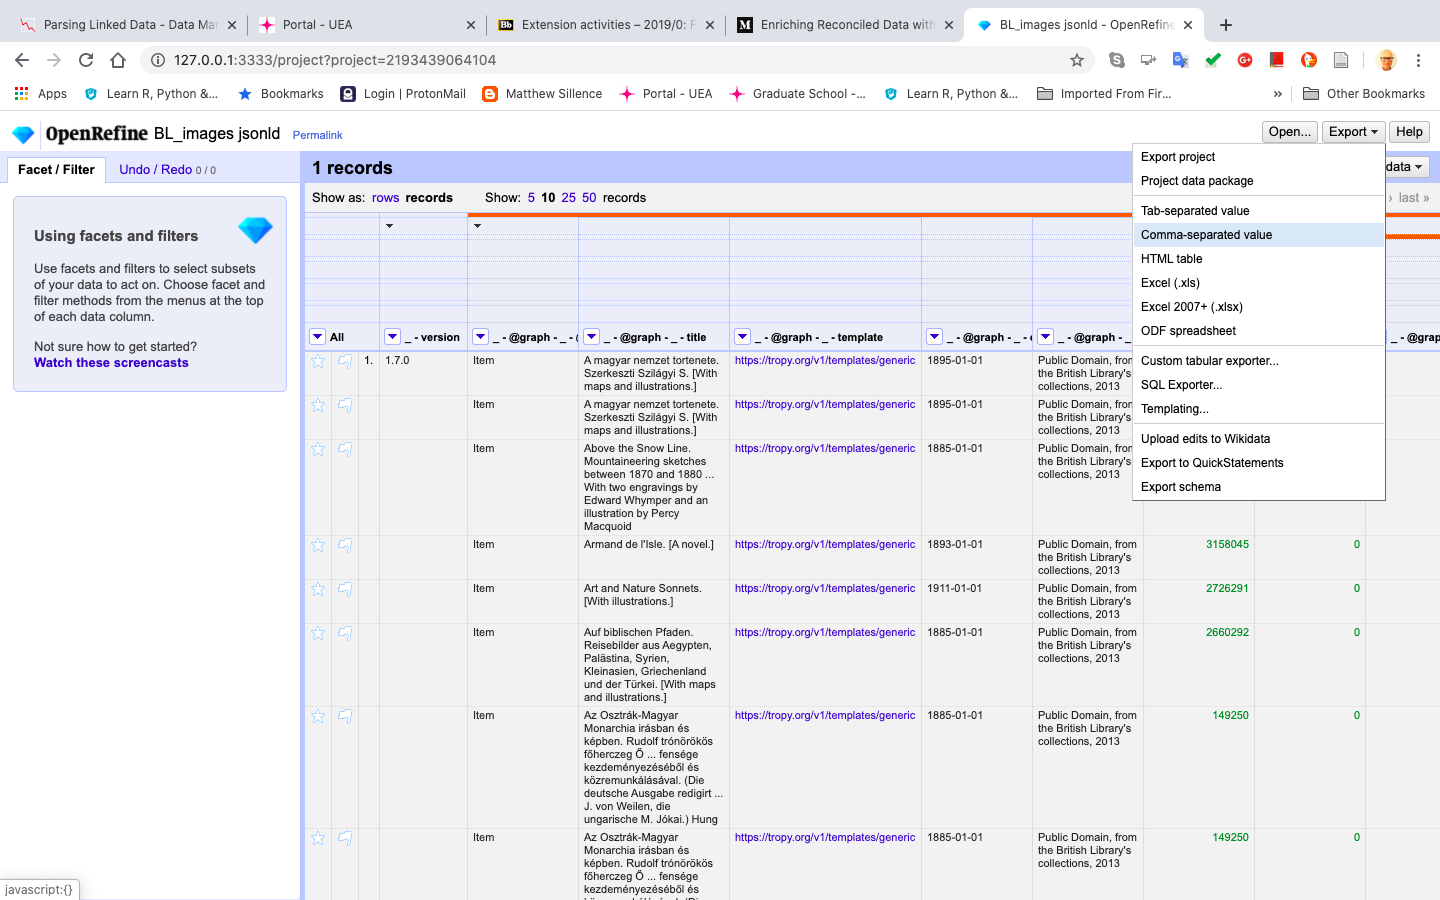 Parsing Linked Data - Data Mar
Portal - UEA
Extension activities – 2019/0: F
Enriching Reconciled Data with
BL_images jsonld - OpenRefine
127.0.0.1:3333/project?project=2193439064104
Apps
Learn R, Python &...
Bookmarks
Login | ProtonMail
Matthew Sillence
Portal - UEA
Graduate School -...
Learn R, Python &...
Imported From Fir...
»
Other Bookmarks
OpenRefine BL_images jsonld Permalink
Open...
Export
Help
Facet / Filter
Undo / Redo 0 / 0
1 records
Show as: rows records
Show: 5 10 25 50 records
data
› last »
Export project
Project data package
Tab-separated value
Comma-separated value
HTML table
Excel (.xls)
Excel 2007+ (.xlsx)
ODF spreadsheet
Custom tabular exporter...
SQL Exporter...
Templating...
Upload edits to Wikidata
Export to QuickStatements
Export schema
Using facets and filters
Use facets and filters to select subsets
of your data to act on. Choose facet and
filter methods from the menus at the top
of each data column.
Not sure how to get started?
Watch these screencasts
All
_ - version
_ - @graph - _ - @
_ - @graph - _ - title
_ - @graph - _ - template
_ - @graph - _ -
_ - @graph - _
_ - @grap
1. 1.7.0
Item
A magyar nemzet tortenete.
Szerkeszti Szilágyi S. [With
maps and illustrations.]
https://tropy.org/v1/templates/generic
1895-01-01
Public Domain, from
the British Library's
collections, 2013
Item
A magyar nemzet tortenete.
Szerkeszti Szilágyi S. [With
maps and illustrations.]
https://tropy.org/v1/templates/generic
1895-01-01
Public Domain, from
the British Library's
collections, 2013
Item
Above the Snow Line.
Mountaineering sketches
between 1870 and 1880 ...
With two engravings by
Edward Whymper and an
illustration by Percy
Macquoid
https://tropy.org/v1/templates/generic
1885-01-01
Public Domain, from
the British Library's
collections, 2013
Item
Armand de l'Isle. [A novel.]
https://tropy.org/v1/templates/generic
1893-01-01
Public Domain, from
the British Library's
collections, 2013
3158045
0
Item
Art and Nature Sonnets.
[With illustrations.]
https://tropy.org/v1/templates/generic
1911-01-01
Public Domain, from
the British Library's
collections, 2013
2726291
0
Item
Auf biblischen Pfaden.
Reisebilder aus Aegypten,
Palästina, Syrien,
Kleinasien, Griechenland
und der Türkei. [With maps
and illustrations.]
https://tropy.org/v1/templates/generic
1885-01-01
Public Domain, from
the British Library's
collections, 2013
2660292
0
Item
Az Osztrák-Magyar
Monarchia irásban és
képben. Rudolf trónörökös
főherczeg Ő ... fensége
kezdeményezéséből és
közremunkálásával. (Die
deutsche Ausgabe redigirt ...
J. von Weilen, die
ungarische M. Jókai.) Hung
https://tropy.org/v1/templates/generic
1885-01-01
Public Domain, from
the British Library's
collections, 2013
149250
0
Item
Az Osztrák-Magyar
Monarchia irásban és
képben. Rudolf trónörökös
főherczeg Ő ... fensége
kezdeményezéséből és
https://tropy.org/v1/templates/generic
1885-01-01
Public Domain, from
the British Library's
collections, 2013
149250
0
javascript:{}